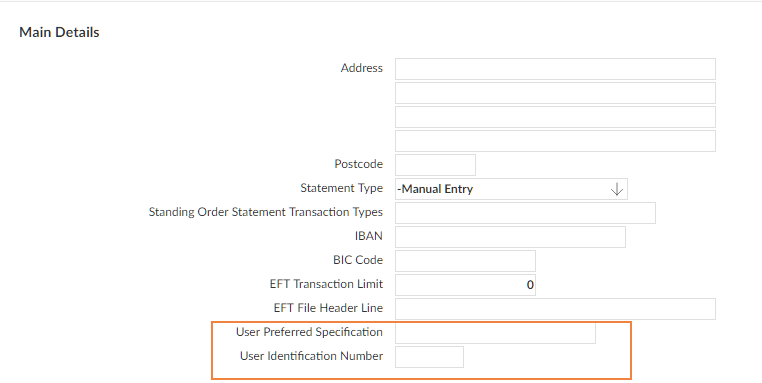 Main Details
Address
Postcode
Statement Type -Manual Entry
Standing Order Statement Transaction Types
IBAN
BIC Code
EFT Transaction Limit 0
EFT File Header Line
User Preferred Specification
User Identification Number